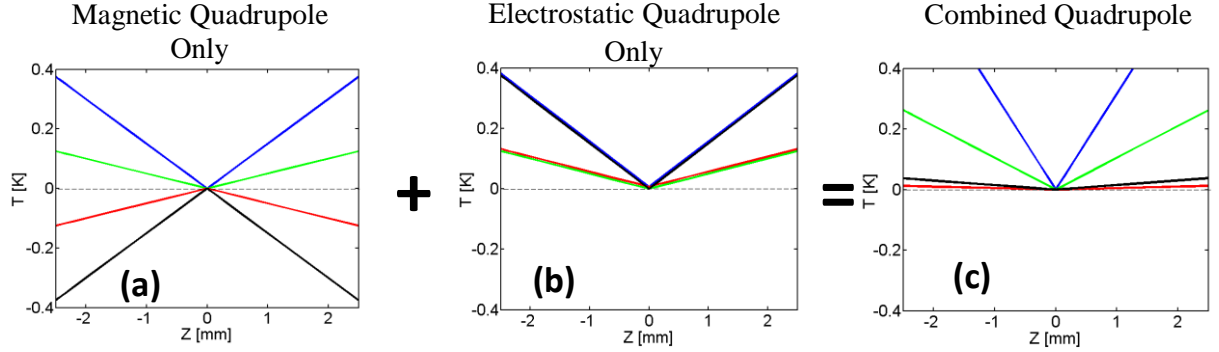 Magnetic Quadrupole
Only
Electrostatic Quadrupole
Only
Combined Quadrupole
0.4
0.2
0
-0.2
-0.4
T [K]
-2 -1 0 1 2
Z [mm]
(a)
+
0.4
0.2
0
-0.2
-0.4
T [K]
-2 -1 0 1 2
Z [mm]
(b)
=
0.4
0.2
0
-0.2
-0.4
T [K]
-2 -1 0 1 2
Z [mm]
(c)